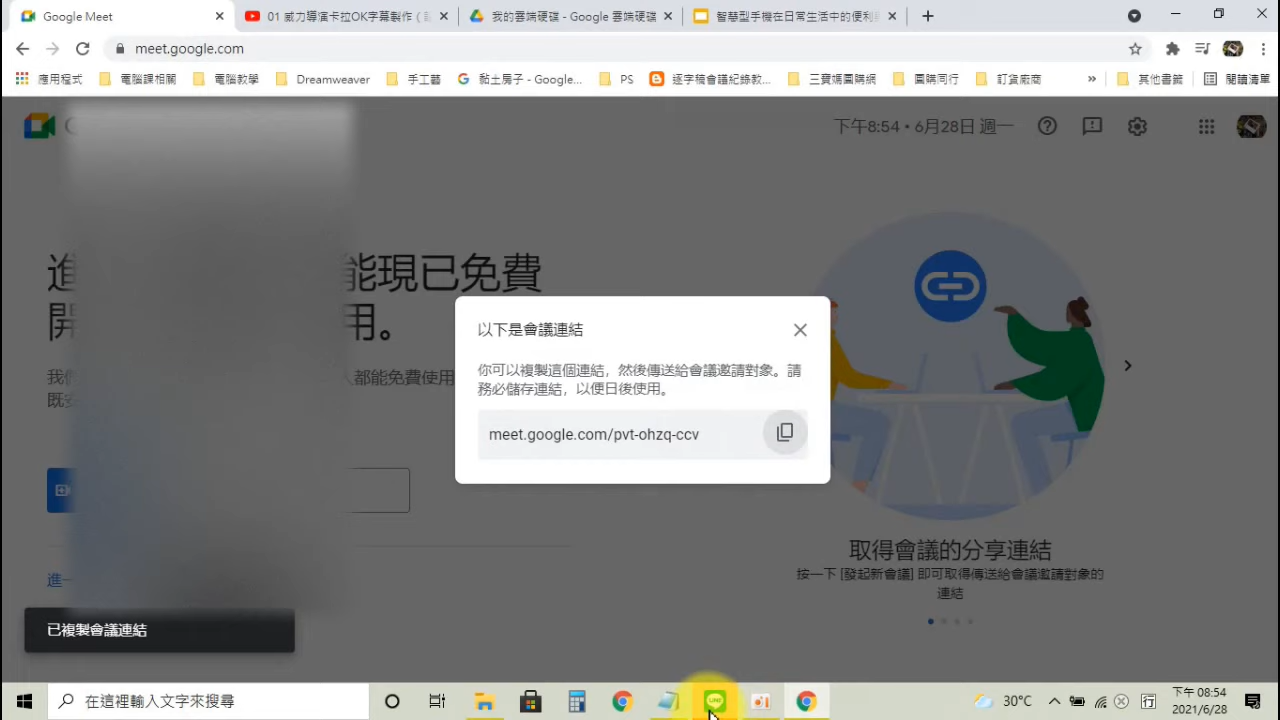 Google Meet
01 威力導演卡拉OK字幕製作 (
我的雲端硬碟 - Google 雲端硬碟
智慧型手機在日常生活中的便利
meet.google.com
應用程式
電腦課相關
電腦教學
Dreamweaver
手工藝
黏土房子 - Google...
PS
逐字稿會議紀錄教...
三寶媽團購網
團購司行
訂貨廠商
»
其他書籤
閱讀清單
下午8:54 • 6月28日 週一
進
能現已免費
開
用。
我
人都能免費使用
既安
進一
以下是會議連結
你可以複製這個連結，然後傳送給會議邀請對象。請
務必儲存連結，以便日後使用。
meet.google.com/pvt-ohzq-ccv
取得會議的分享連結
按一下 [發起新會議] 即可取得傳送給會議邀請對象的
連結
已複製會議連結
在這裡輸入文字來搜尋
LINE
30°C
行
下午 08:54
2021/6/28